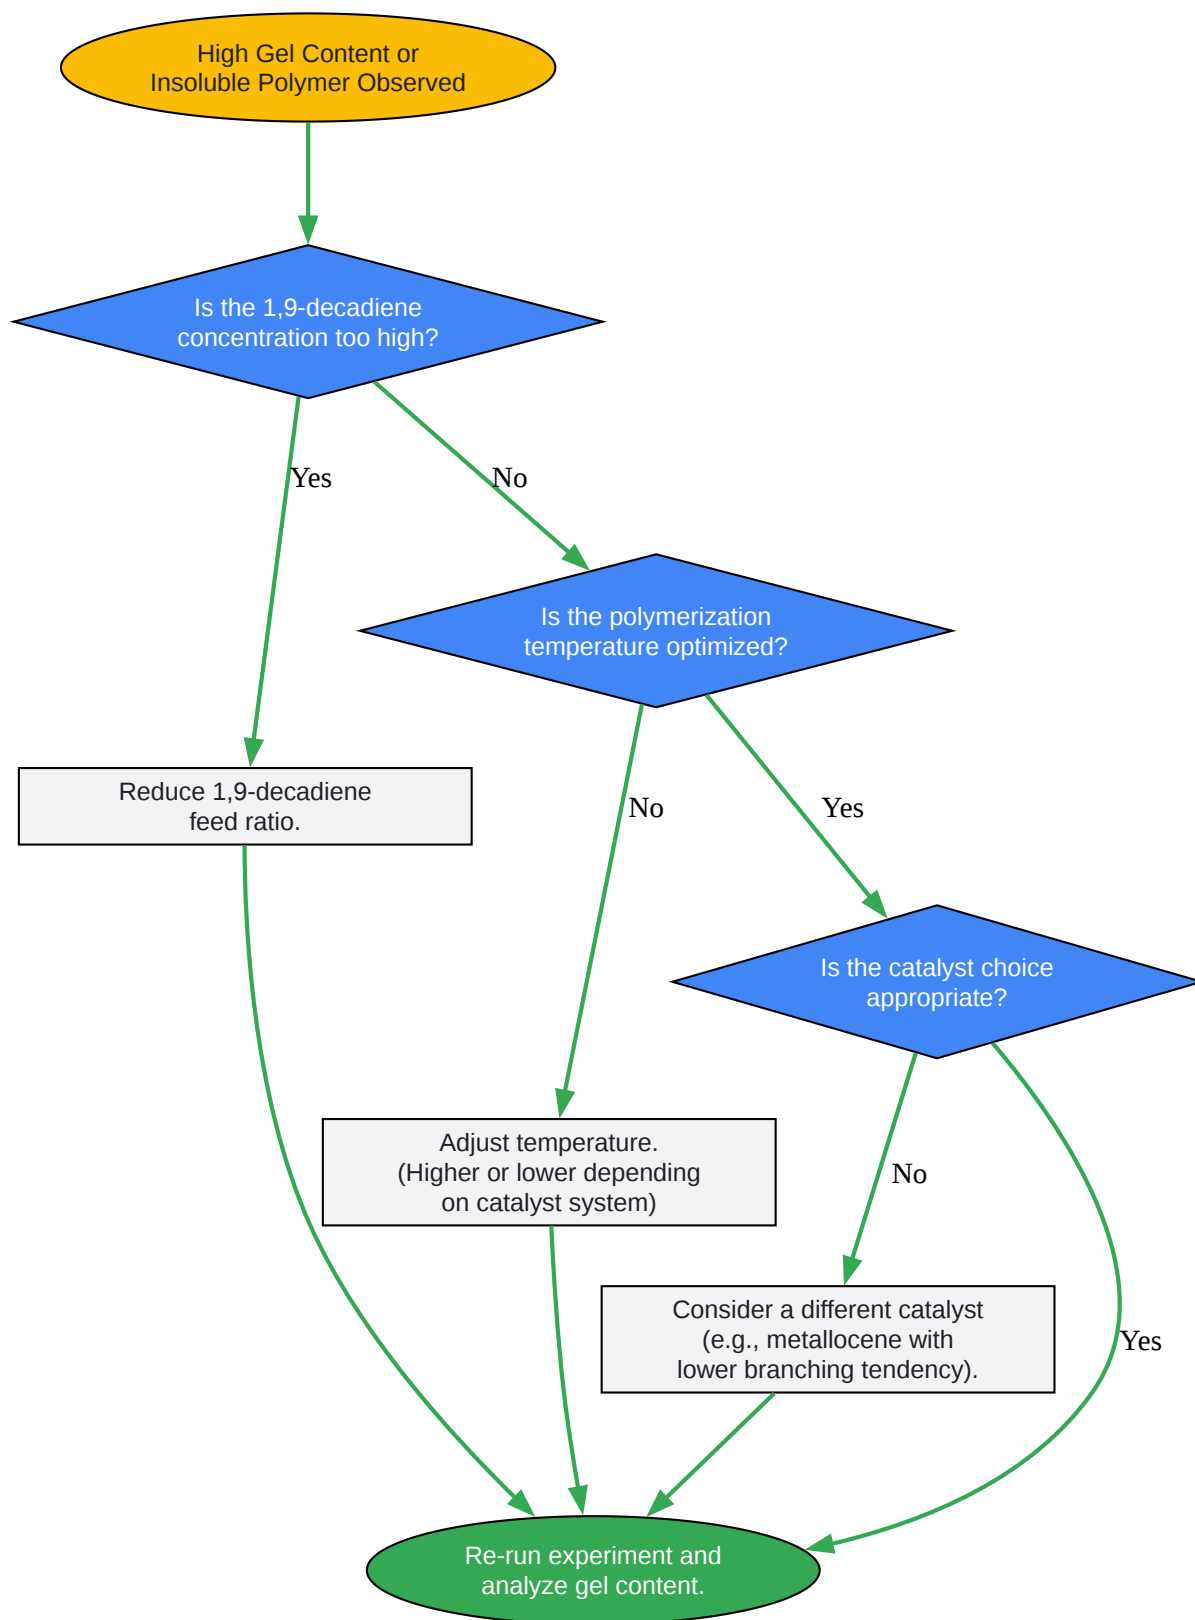 High Gel Content or
Insoluble Polymer Observed
Is the 1,9-decadiene
concentration too high?
Yes
No
Is the polymerization
temperature optimized?
Reduce 1,9-decadiene
feed ratio.
No
Yes
Is the catalyst choice
appropriate?
Adjust temperature.
(Higher or lower depending
on catalyst system)
No
Consider a different catalyst
(e.g., metallocene with
lower branching tendency).
Yes
Re-run experiment and
analyze gel content.